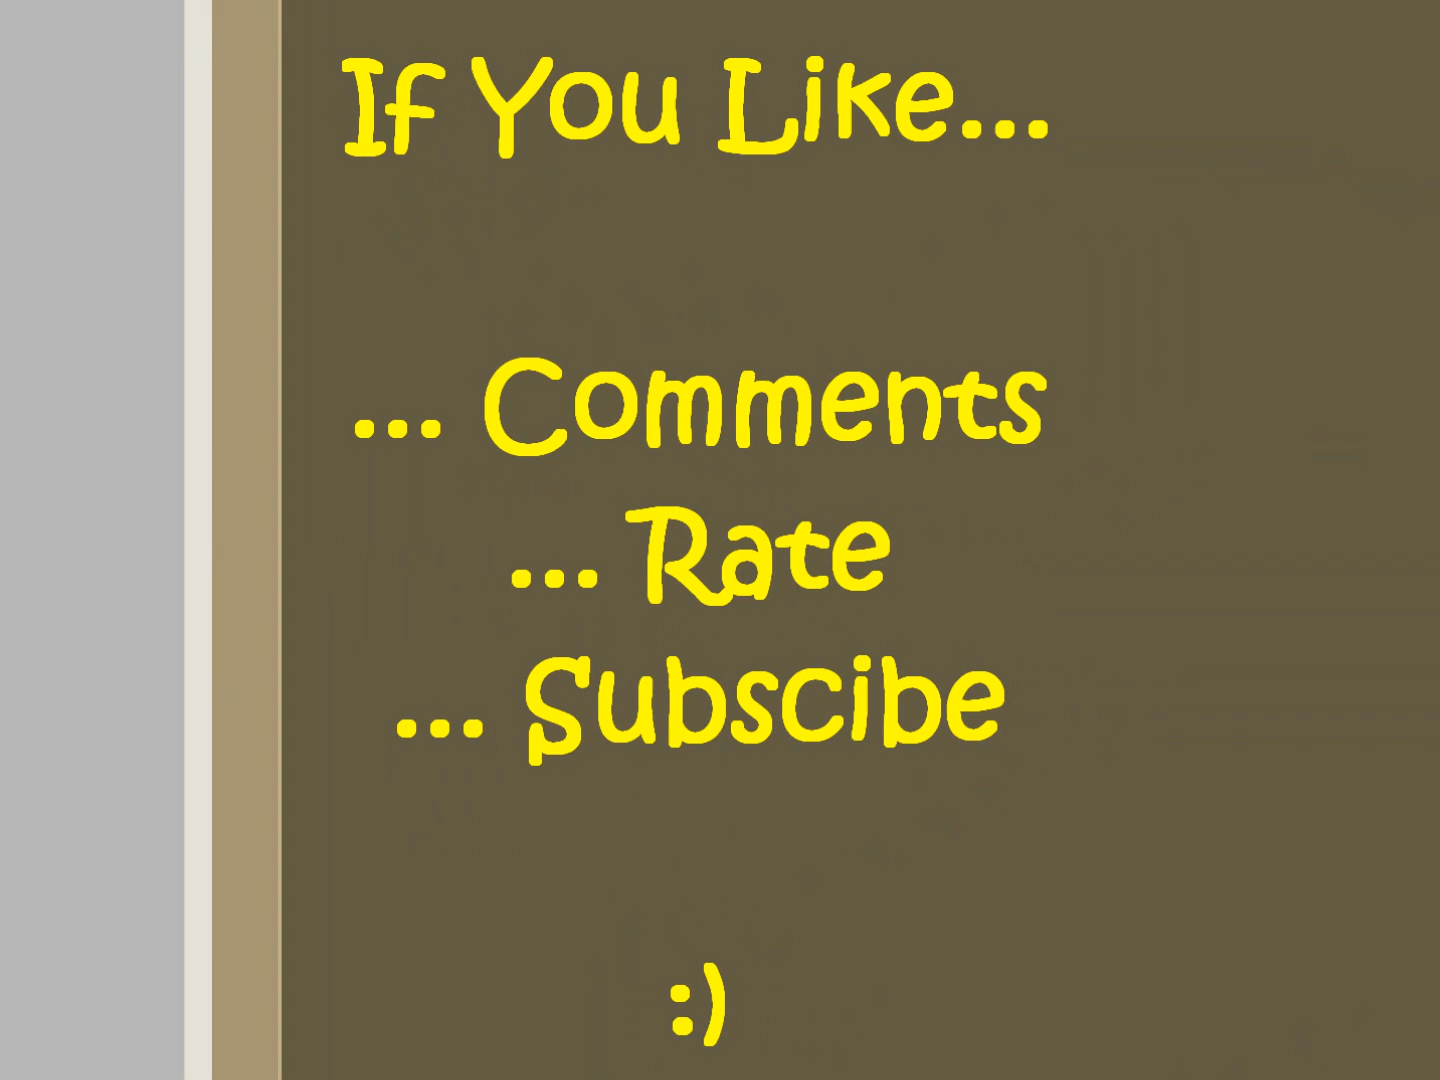 If You Like...
... Comments
... Rate
... Subscibe
:)